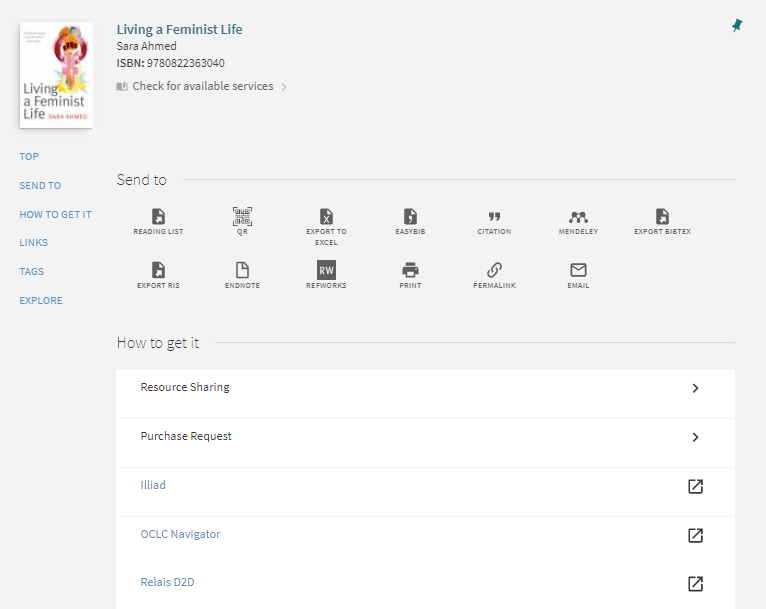 Living
a Feminist
Life SARA AHMED
Living a Feminist Life
Sara Ahmed
ISBN: 9780822363040
Check for available services
TOP
SEND TO
HOW TO GET IT
LINKS
TAGS
EXPLORE
Send to
READING LIST
QR
EXPORT TO
EXCEL
EASYBIB
CITATION
MENDELEY
EXPORT BIBTEX
EXPORT RIS
ENDNOTE
RW
REFWORKS
PRINT
PERMALINK
EMAIL
How to get it
Resource Sharing
Purchase Request
Illiad
OCLC Navigator
Relais D2D